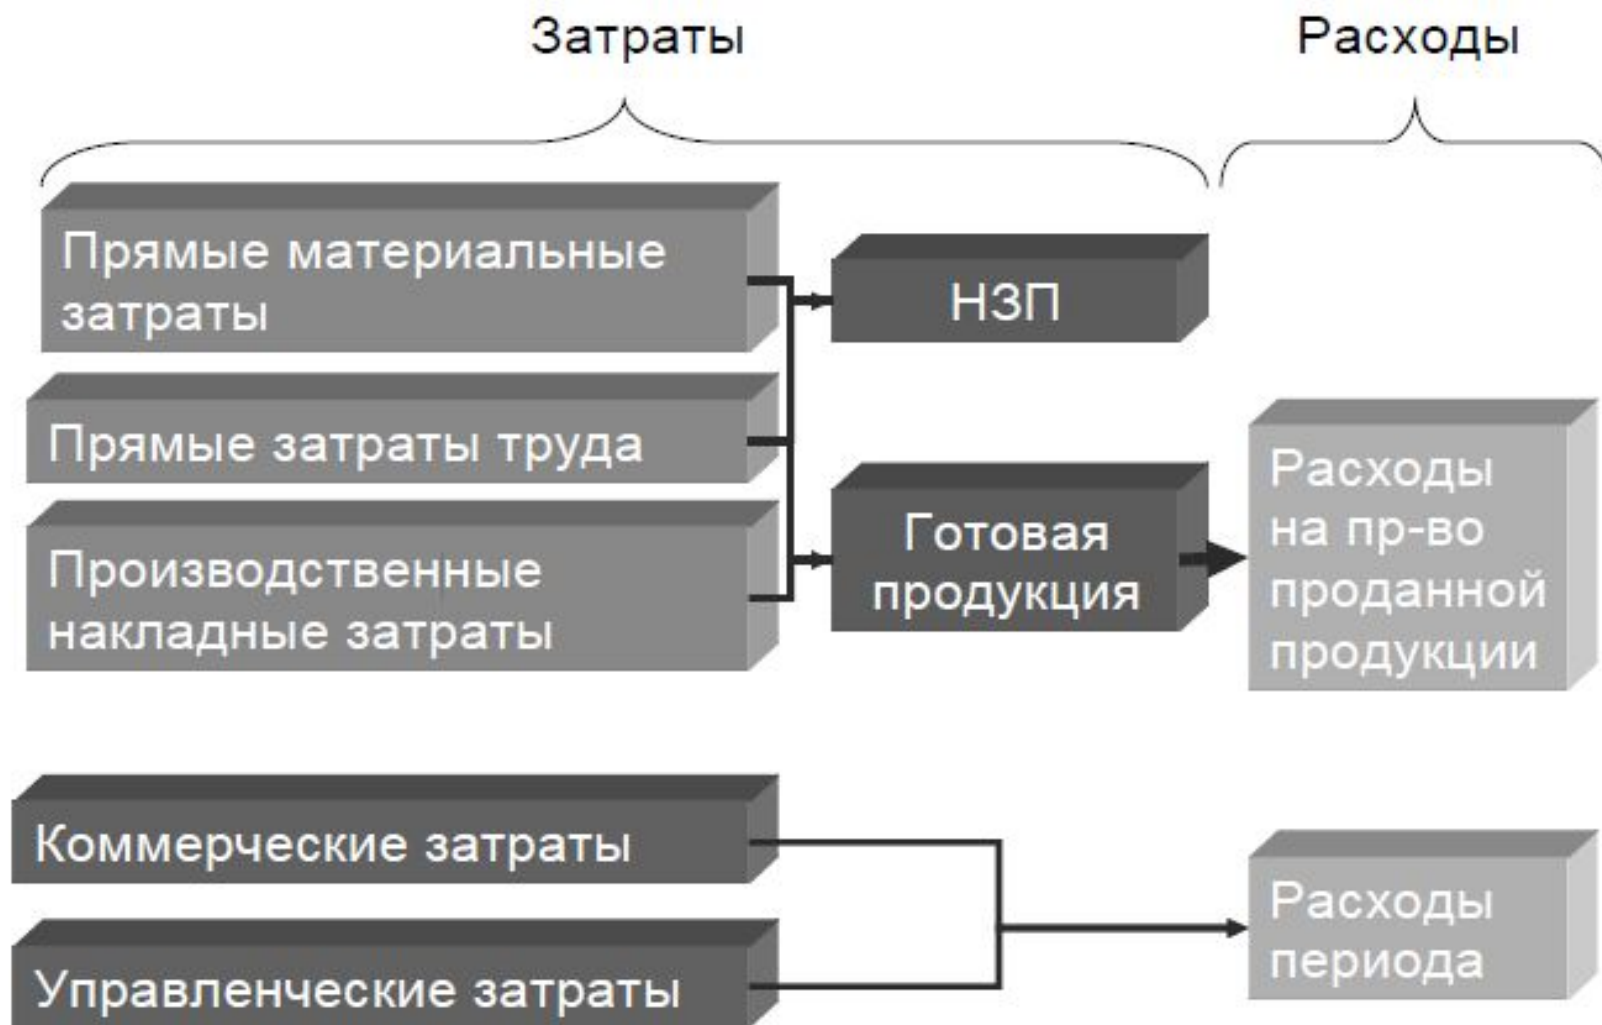 Затраты
Расходы
Прямые материальные
затраты
НЗП
Прямые затраты труда
Производственные
накладные затраты
Готовая
продукция
Расходы
на пр-во
проданной
продукции
Коммерческие затраты
Управленческие затраты
Расходы
периода